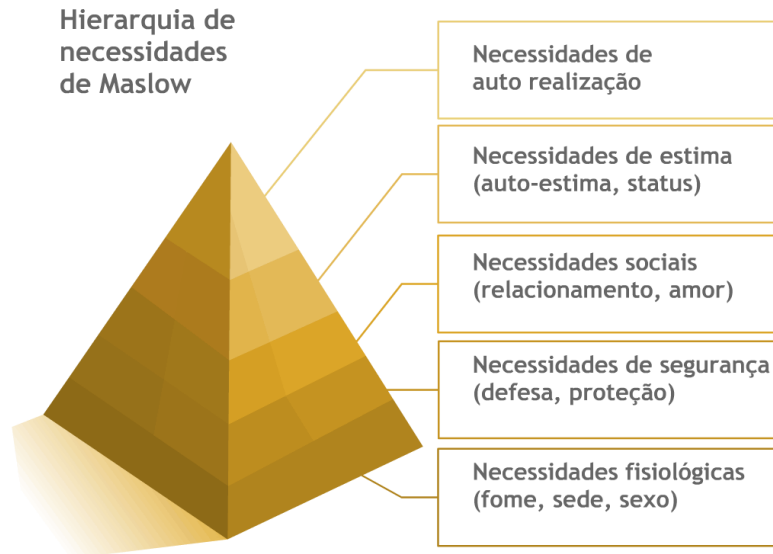 Hierarquia de
necessidades
de Maslow
Necessidades de
auto realização
Necessidades de estima
(auto-estima, status)
Necessidades sociais
(relacionamento, amor)
Necessidades de segurança
(defesa, proteção)
Necessidades fisiológicas
(fome, sede, sexo)